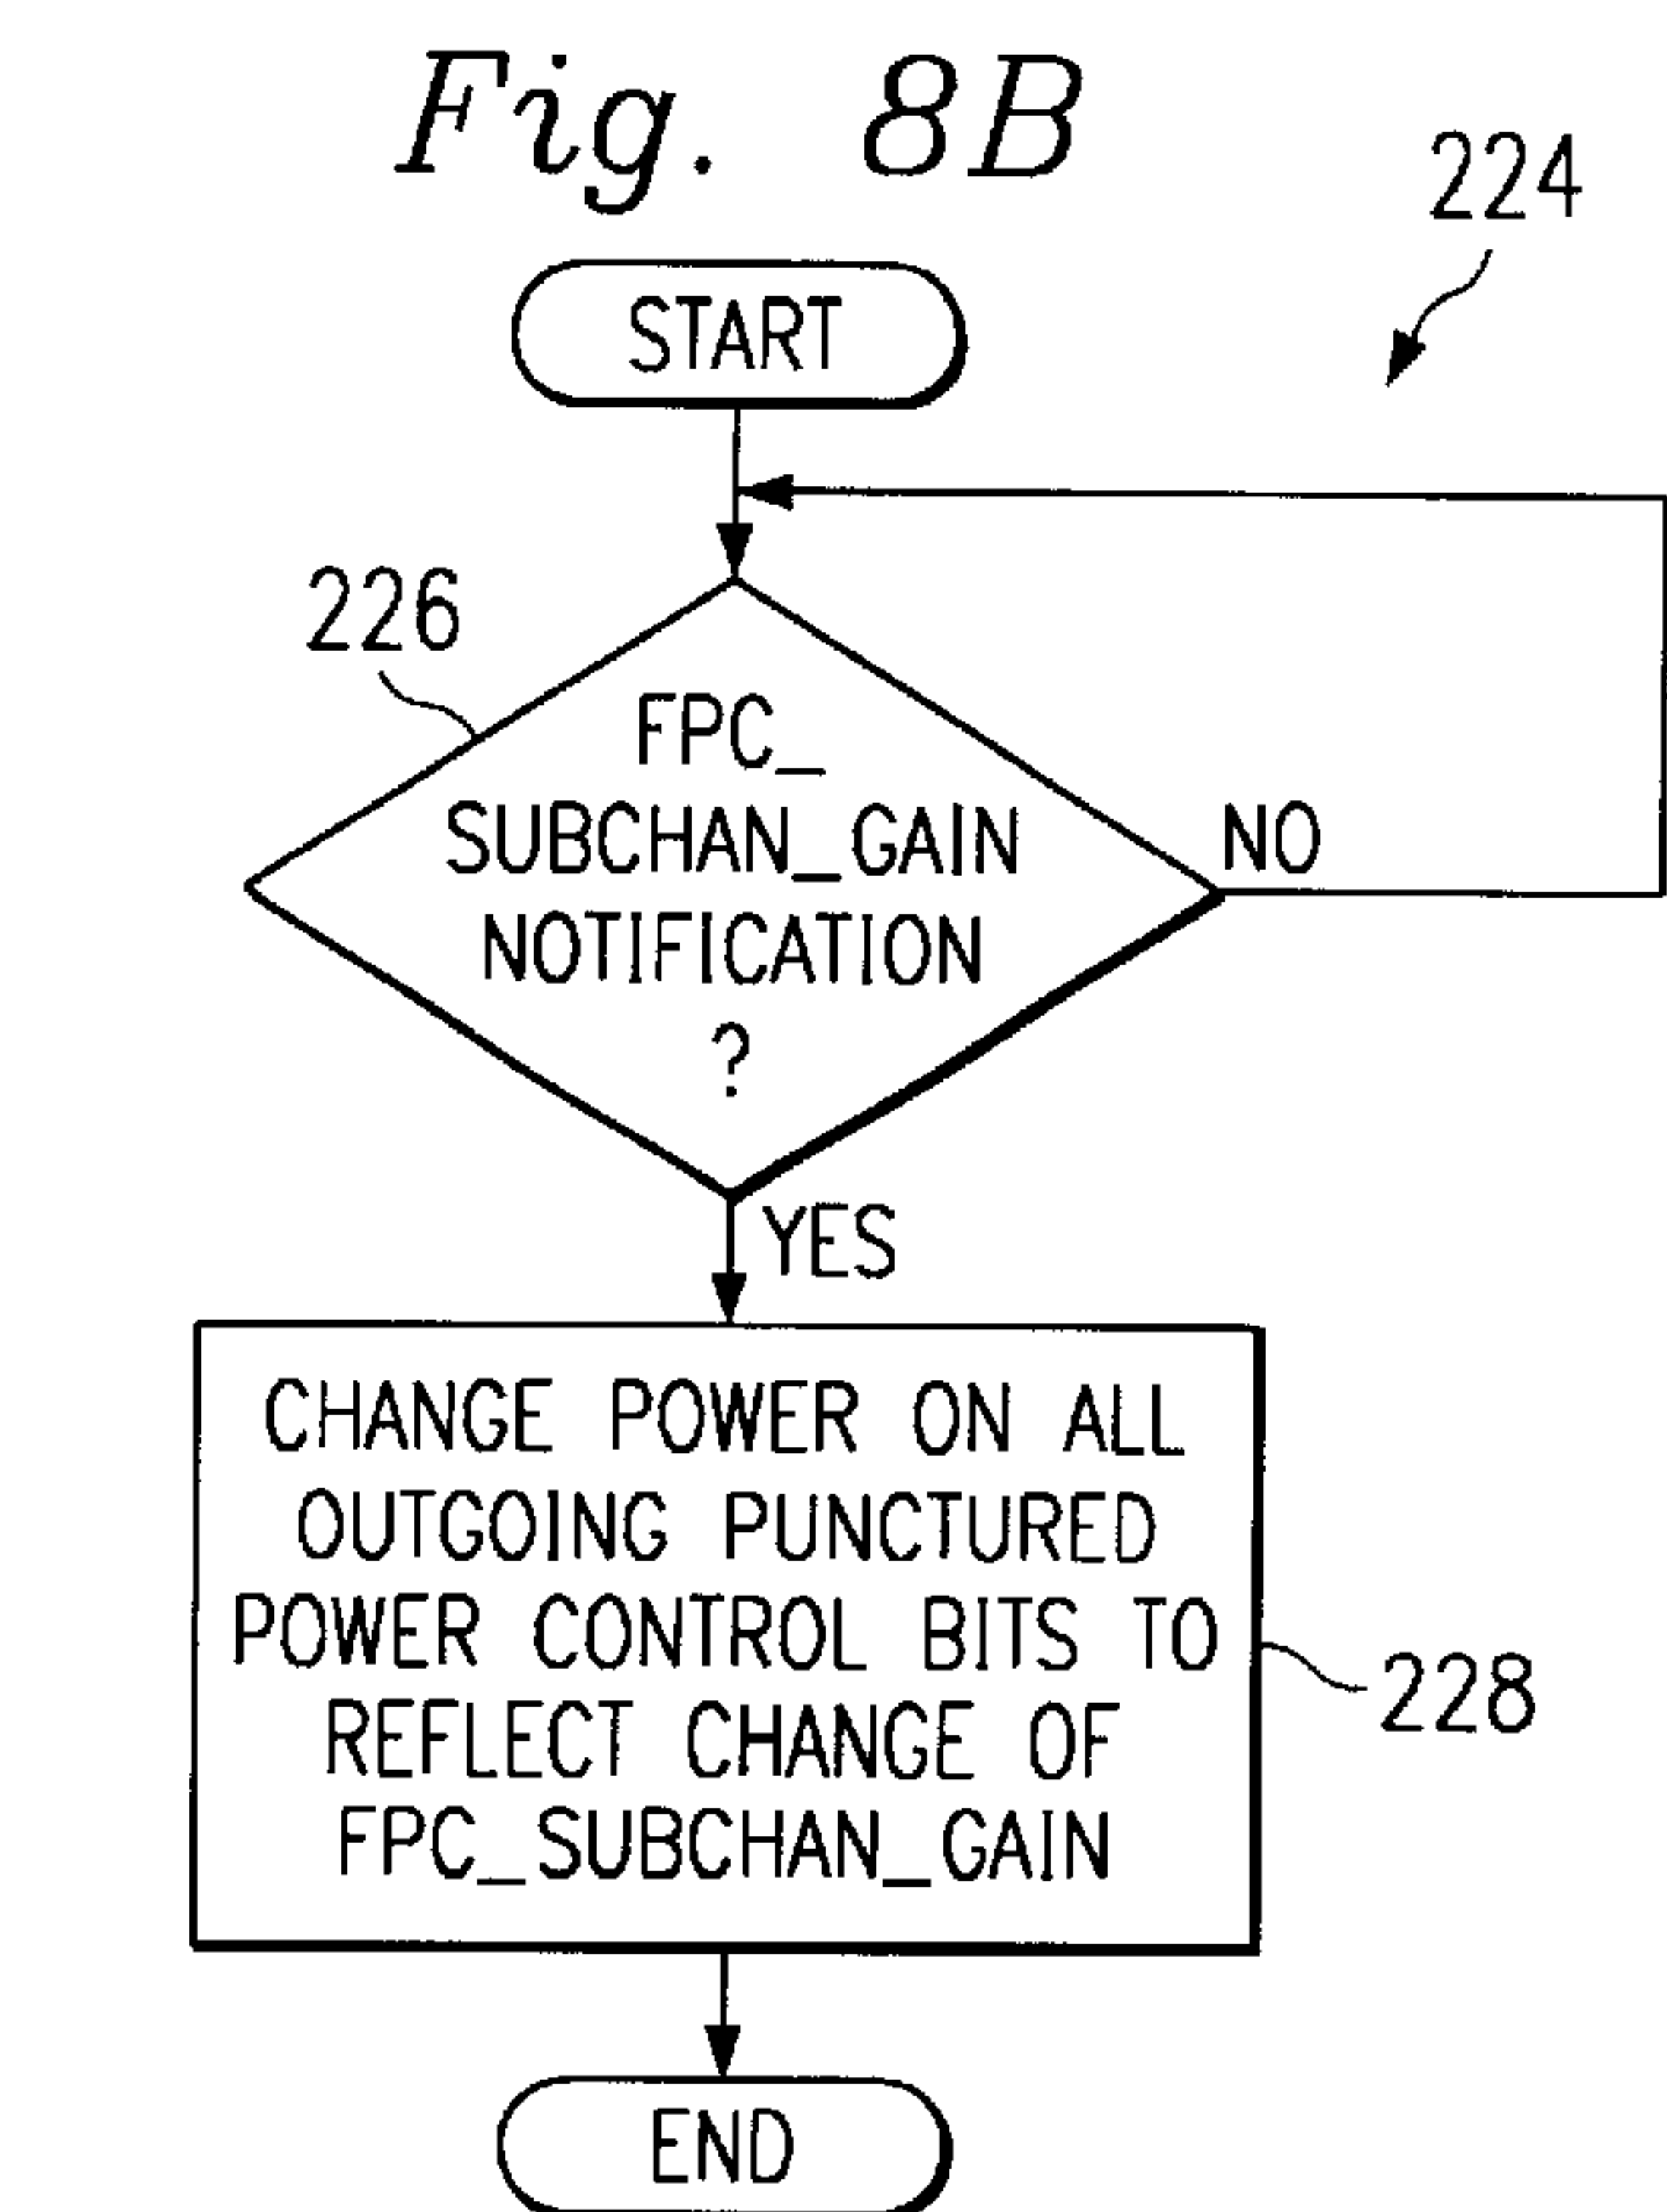 Fig. 8B
224
START
226
FPC_
SUBCHAN_GAIN
NOTIFICATION
?
NO
YES
CHANGE POWER ON ALL
OUTGOING PUNCTURED
POWER CONTROL BITS TO
REFLECT CHANGE OF
FPC_SUBCHAN_GAIN
228
END